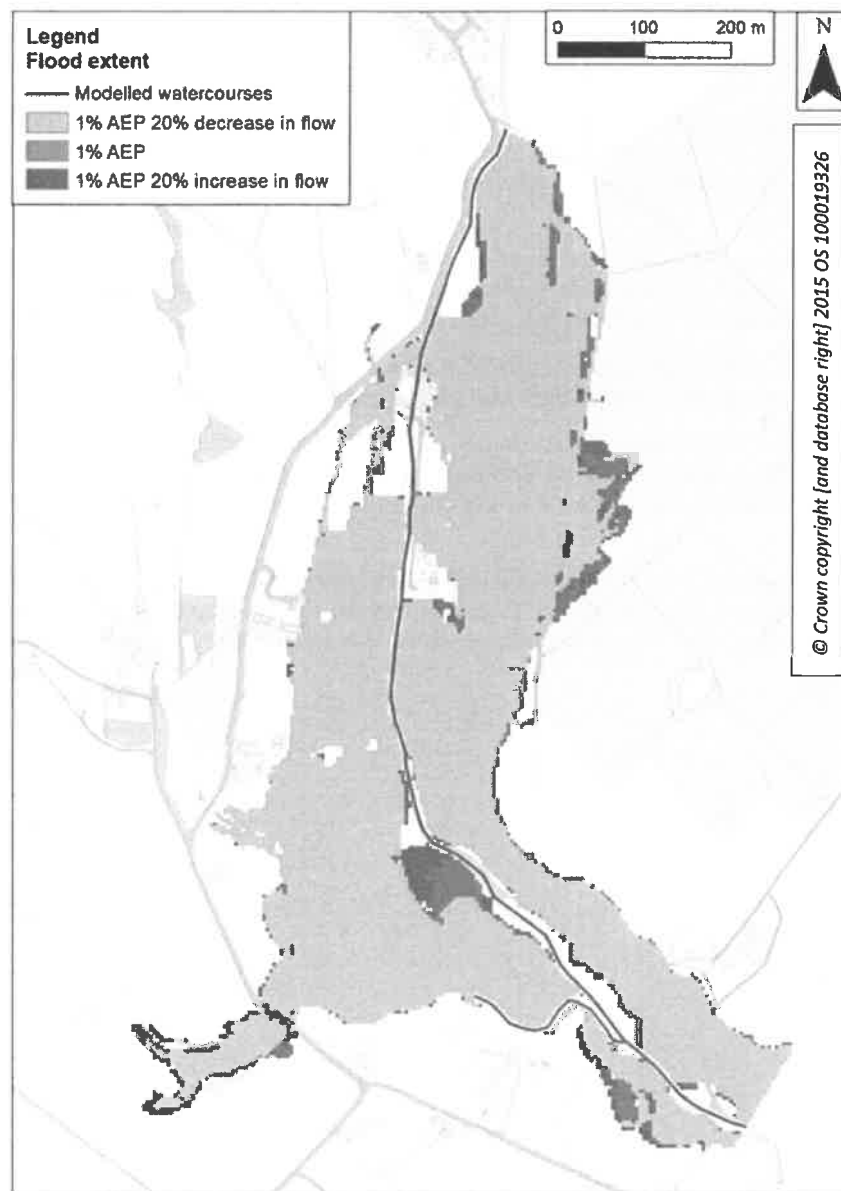 Legend
Flood extent
Modelled watercourses
1% AEP 20% decrease in flow
1% AEP
1% AEP 20% increase in flow
0 100 200 m
N
© Crown copyright [and database right] 2015 OS 100019326